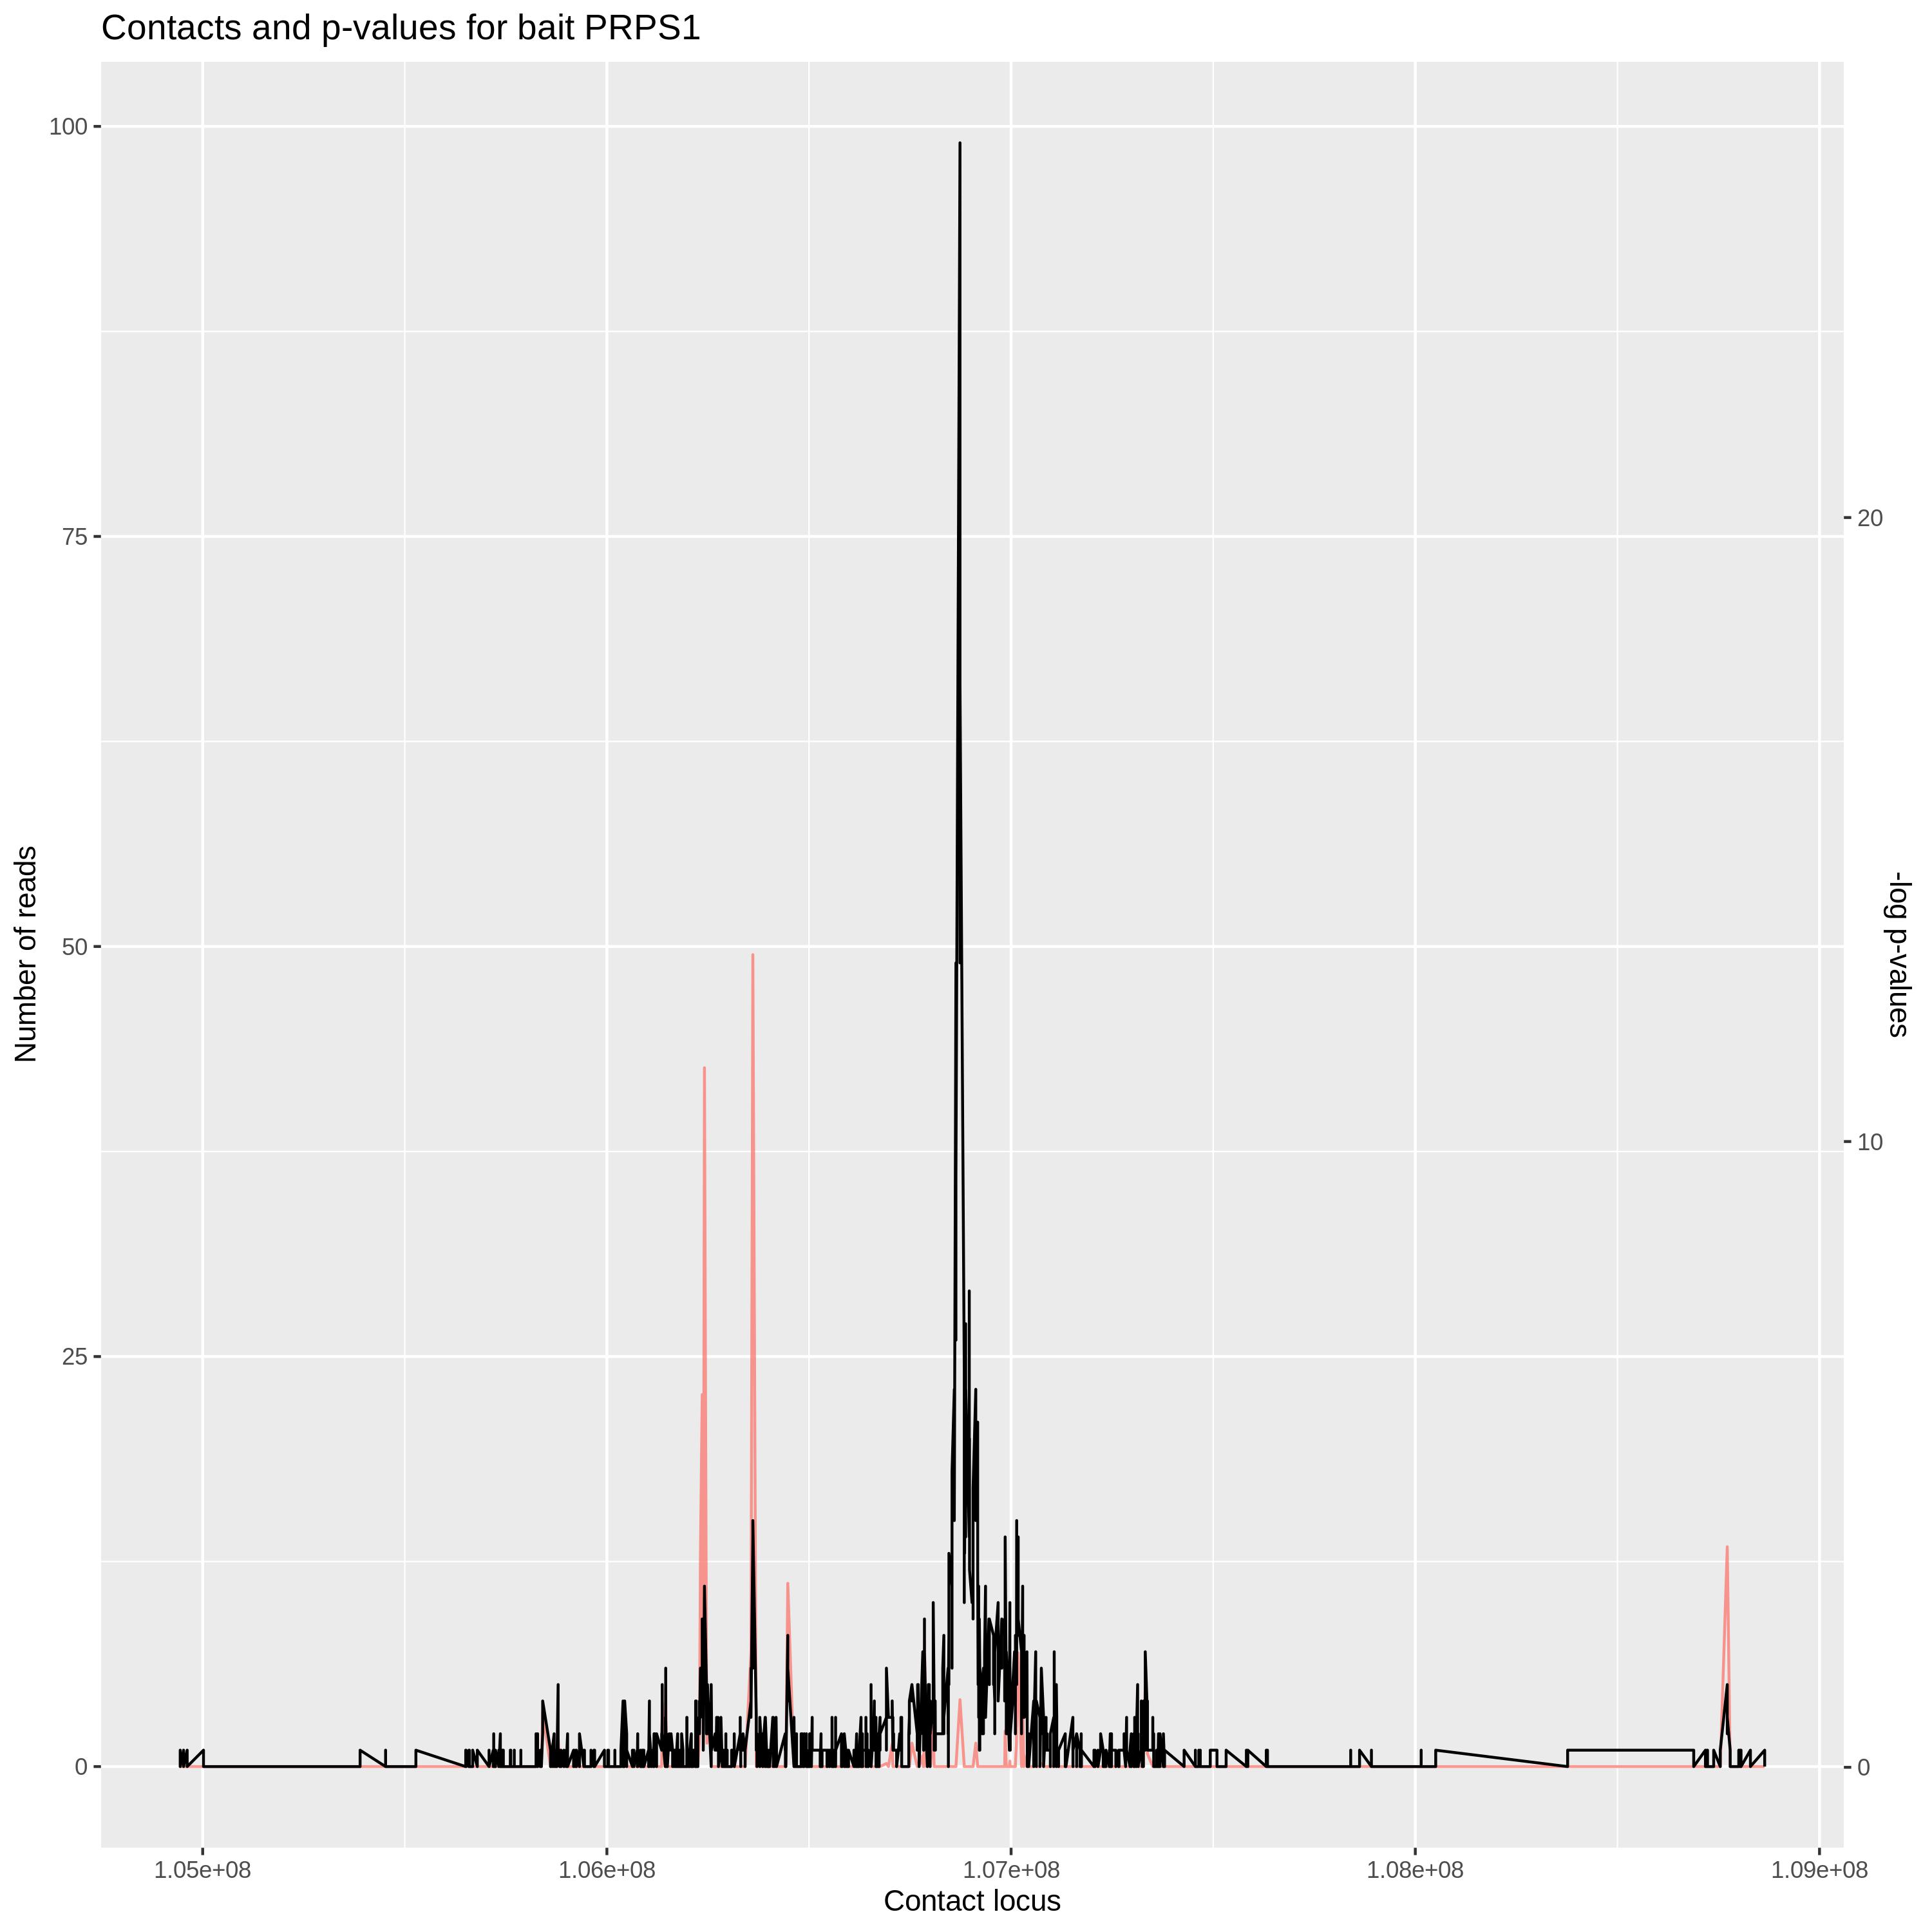 Contacts and p-values for bait PRPS1
100
75
50
25
0
Number of reads
20
10
0
-log p-values
1.05e+08
1.06e+08
1.07e+08
1.08e+08
1.09e+08
Contact locus